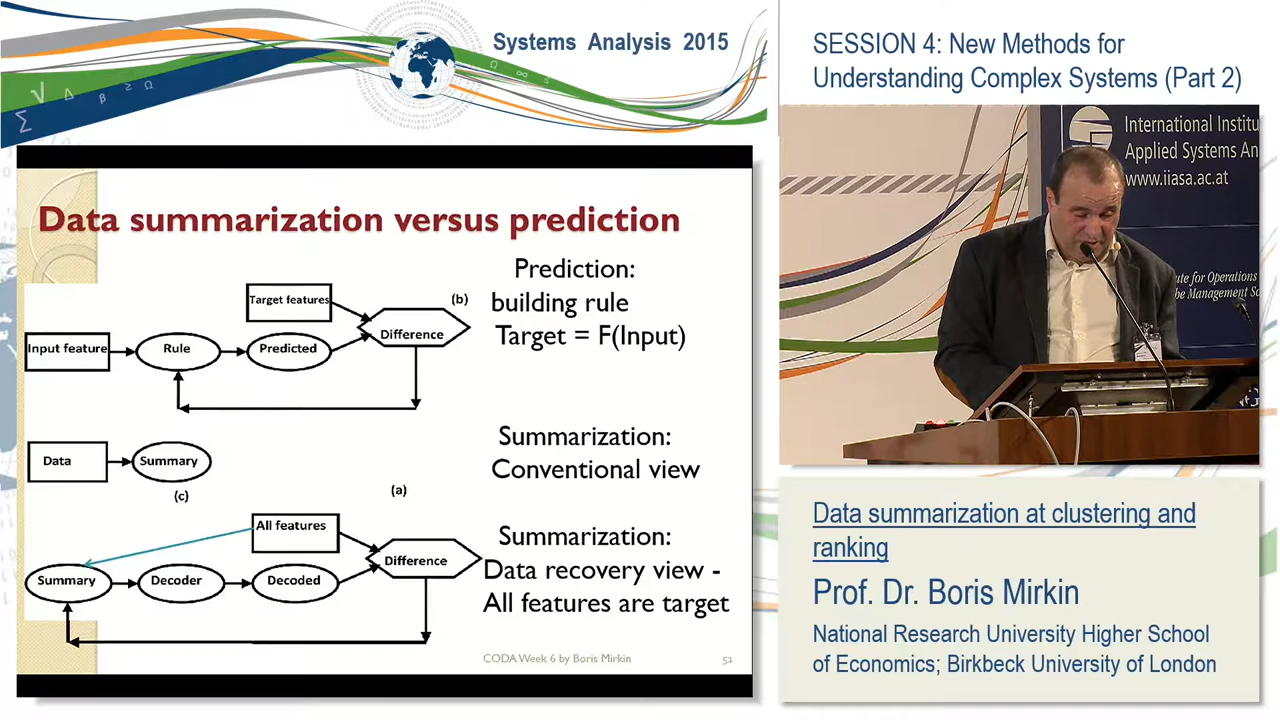 Systems Analysis 2015
SESSION 4: New Methods for
Understanding Complex Systems (Part 2)
Data summarization versus prediction
Prediction:
building rule
Target = F(Input)
Target features
(b)
Difference
Input feature
Rule
Predicted
Summarization:
Conventional view
Data
Summary
(c)
(a)
All features
Summarization:
Data recovery view -
All features are target
Difference
Summary
Decoder
Decoded
CODA Week 6 by Boris Mirkin
51
International
Applied Systems
www.iiasa.ac.at
for Operations
Management
Data summarization at clustering and
ranking
Prof. Dr. Boris Mirkin
National Research University Higher School
of Economics; Birkbeck University of London